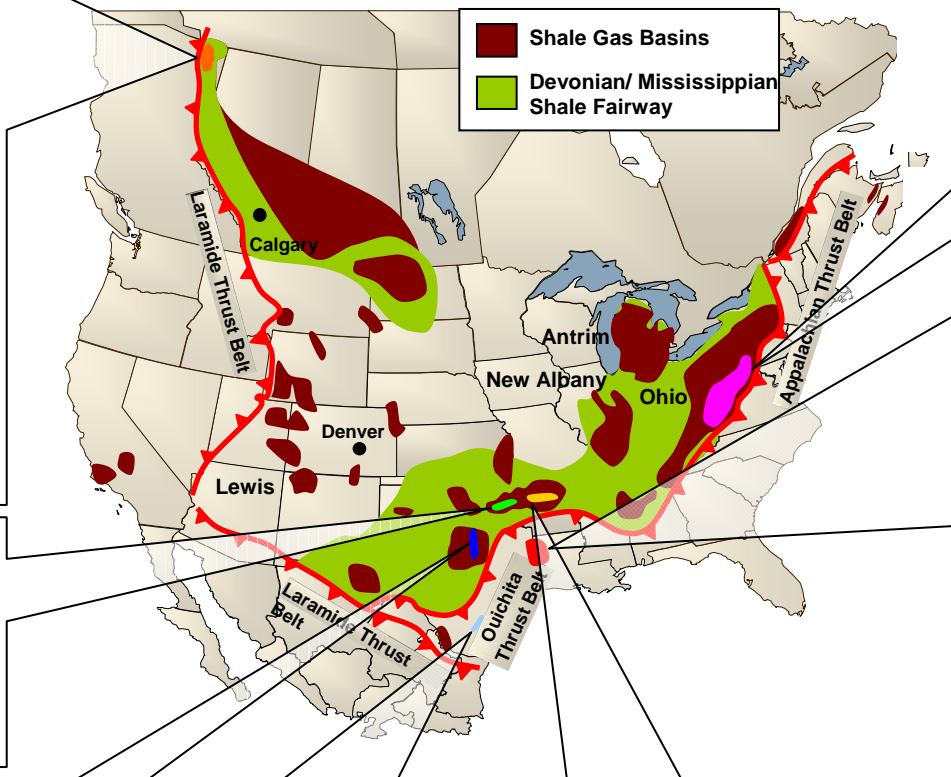 Shale Gas Basins
Devonian/ Mississippian
Shale Fairway
Laramide Thrust Belt
Calgary
Appalachian Thrust Belt
Antrim
New Albany
Ohio
Denver
Lewis
Laramide Thrust
Belt
Ouichita
Thrust Belt